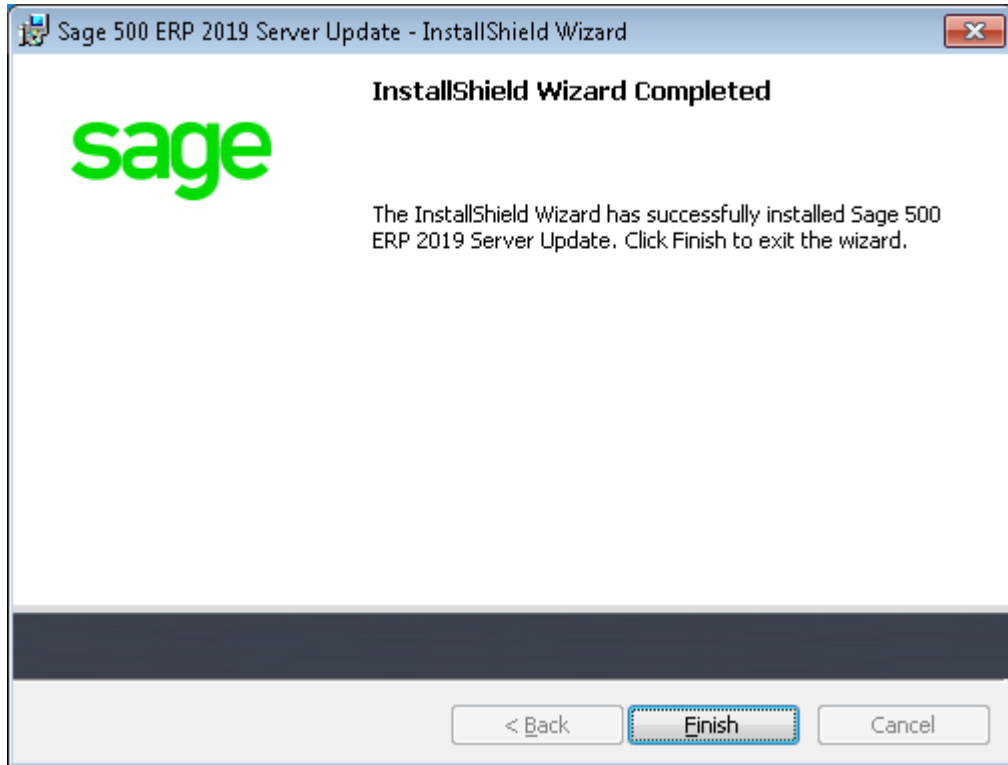 Sage 500 ERP 2019 Server Update - InstallShield Wizard
InstallShield Wizard Completed
sage
The InstallShield Wizard has successfully installed Sage 500
ERP 2019 Server Update. Click Finish to exit the wizard.
< Back
Finish
Cancel